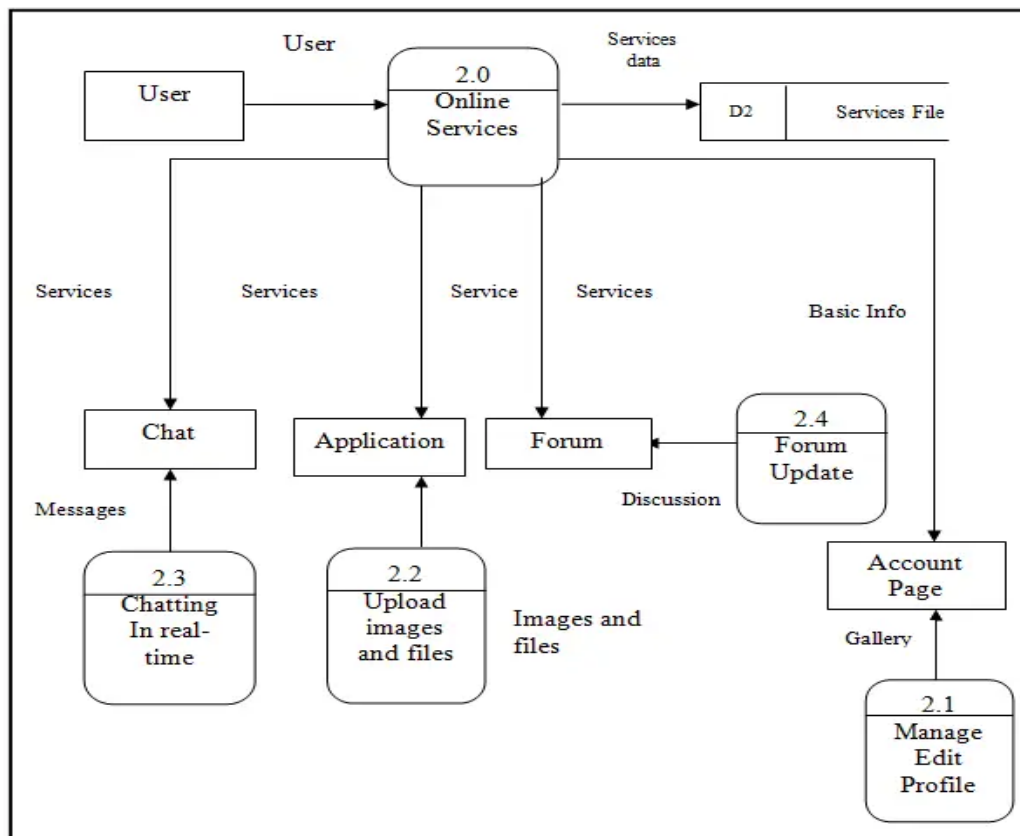 User
Services
data
User
2.0
Online
Services
D2
Services File
Services
Services
Service
Services
Basic Info
Chat
Application
Forum
2.4
Forum
Update
Messages
Discussion
2.3
Chatting
In real-
time
2.2
Upload
images
and files
Images and
files
Account
Page
Gallery
2.1
Manage
Edit
Profile